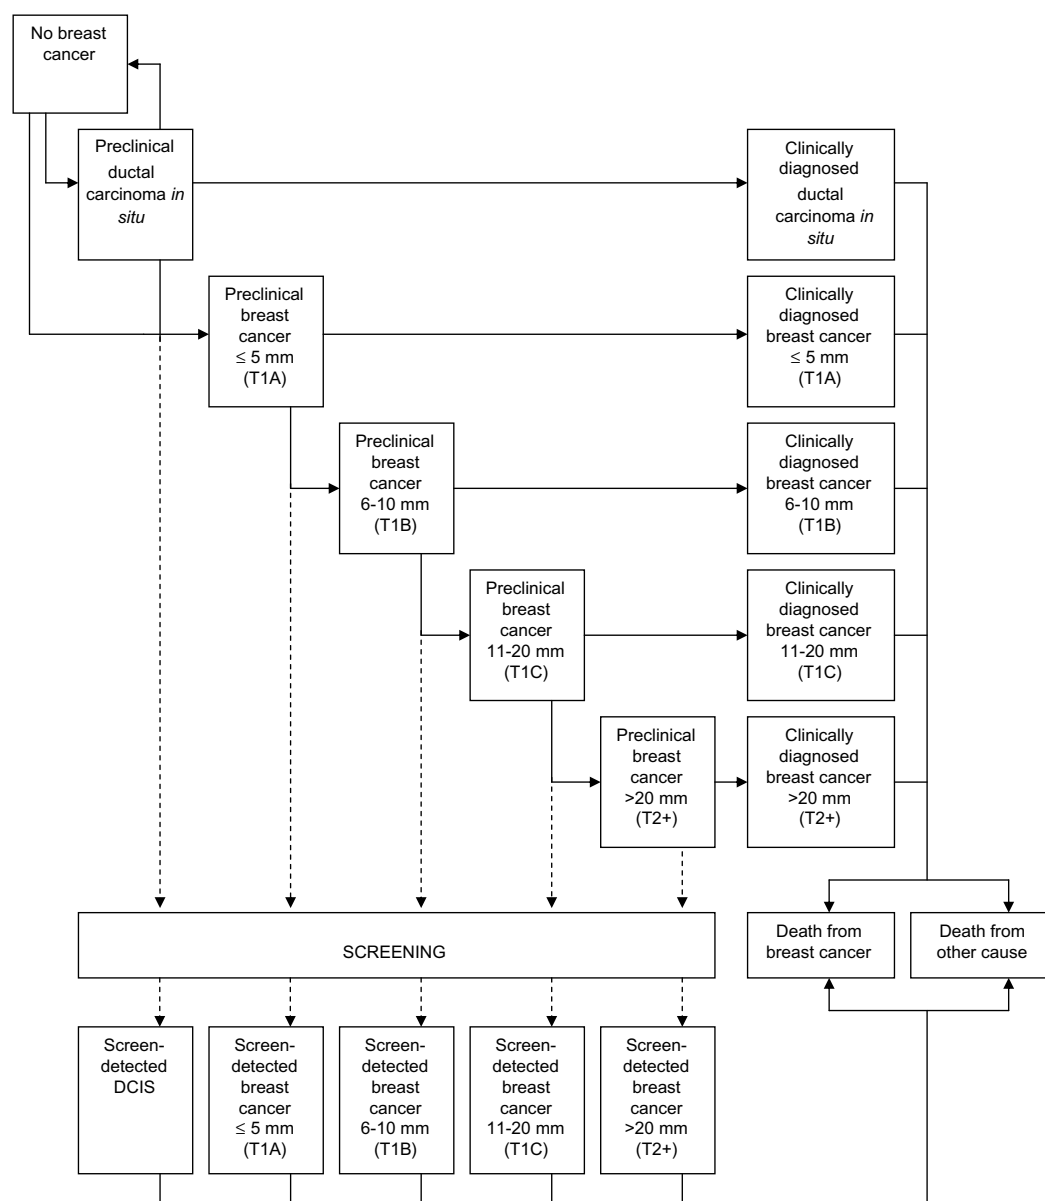 No breast
cancer
Preclinical
ductal
carcinoma in
situ
Clinically
diagnosed
ductal
carcinoma in
situ
Preclinical
breast
cancer
≤ 5 mm
(T1A)
Clinically
diagnosed
breast cancer
≤ 5 mm
(T1A)
Preclinical
breast
cancer
6-10 mm
(T1B)
Clinically
diagnosed
breast cancer
6-10 mm
(T1B)
Preclinical
breast
cancer
11-20 mm
(T1C)
Clinically
diagnosed
breast cancer
11-20 mm
(T1C)
Preclinical
breast
cancer
>20 mm
(T2+)
Clinically
diagnosed
breast cancer
>20 mm
(T2+)
SCREENING
Death from
breast cancer
Death from
other cause
Screen-
detected
DCIS
Screen-
detected
breast
cancer
≤ 5 mm
(T1A)
Screen-
detected
breast
cancer
6-10 mm
(T1B)
Screen-
detected
breast
cancer
11-20 mm
(T1C)
Screen-
detected
breast
cancer
>20 mm
(T2+)